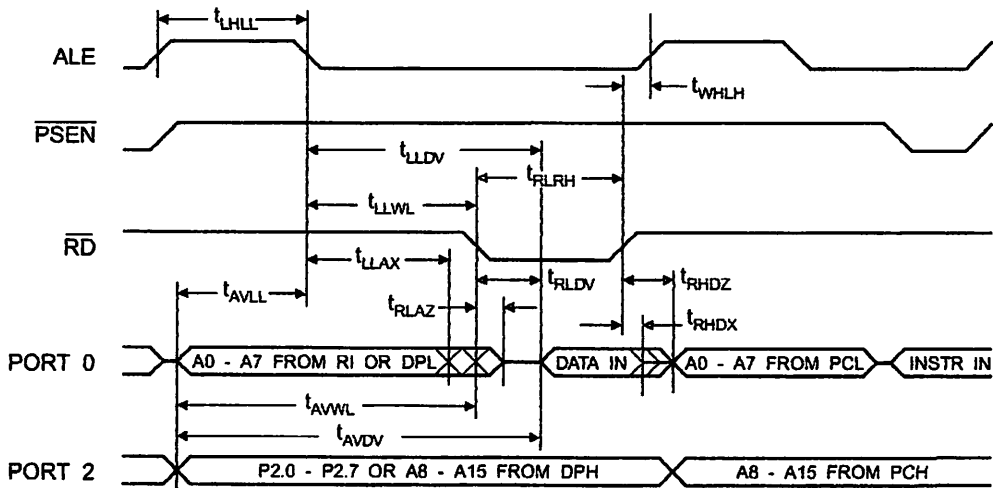 tLHLL
ALE
tWHLH
PSEN
tLLDV
tRLRH
tLLWL
RD
tLLAX
tRLDV
tRHDZ
tAVLL
tRLAZ
tRHDX
PORT 0
A0 - A7 FROM RI OR DPL
DATA IN
A0 - A7 FROM PCL
INSTR IN
tAVWL
tAVDV
PORT 2
P2.0 - P2.7 OR A8 - A15 FROM DPH
A8 - A15 FROM PCH